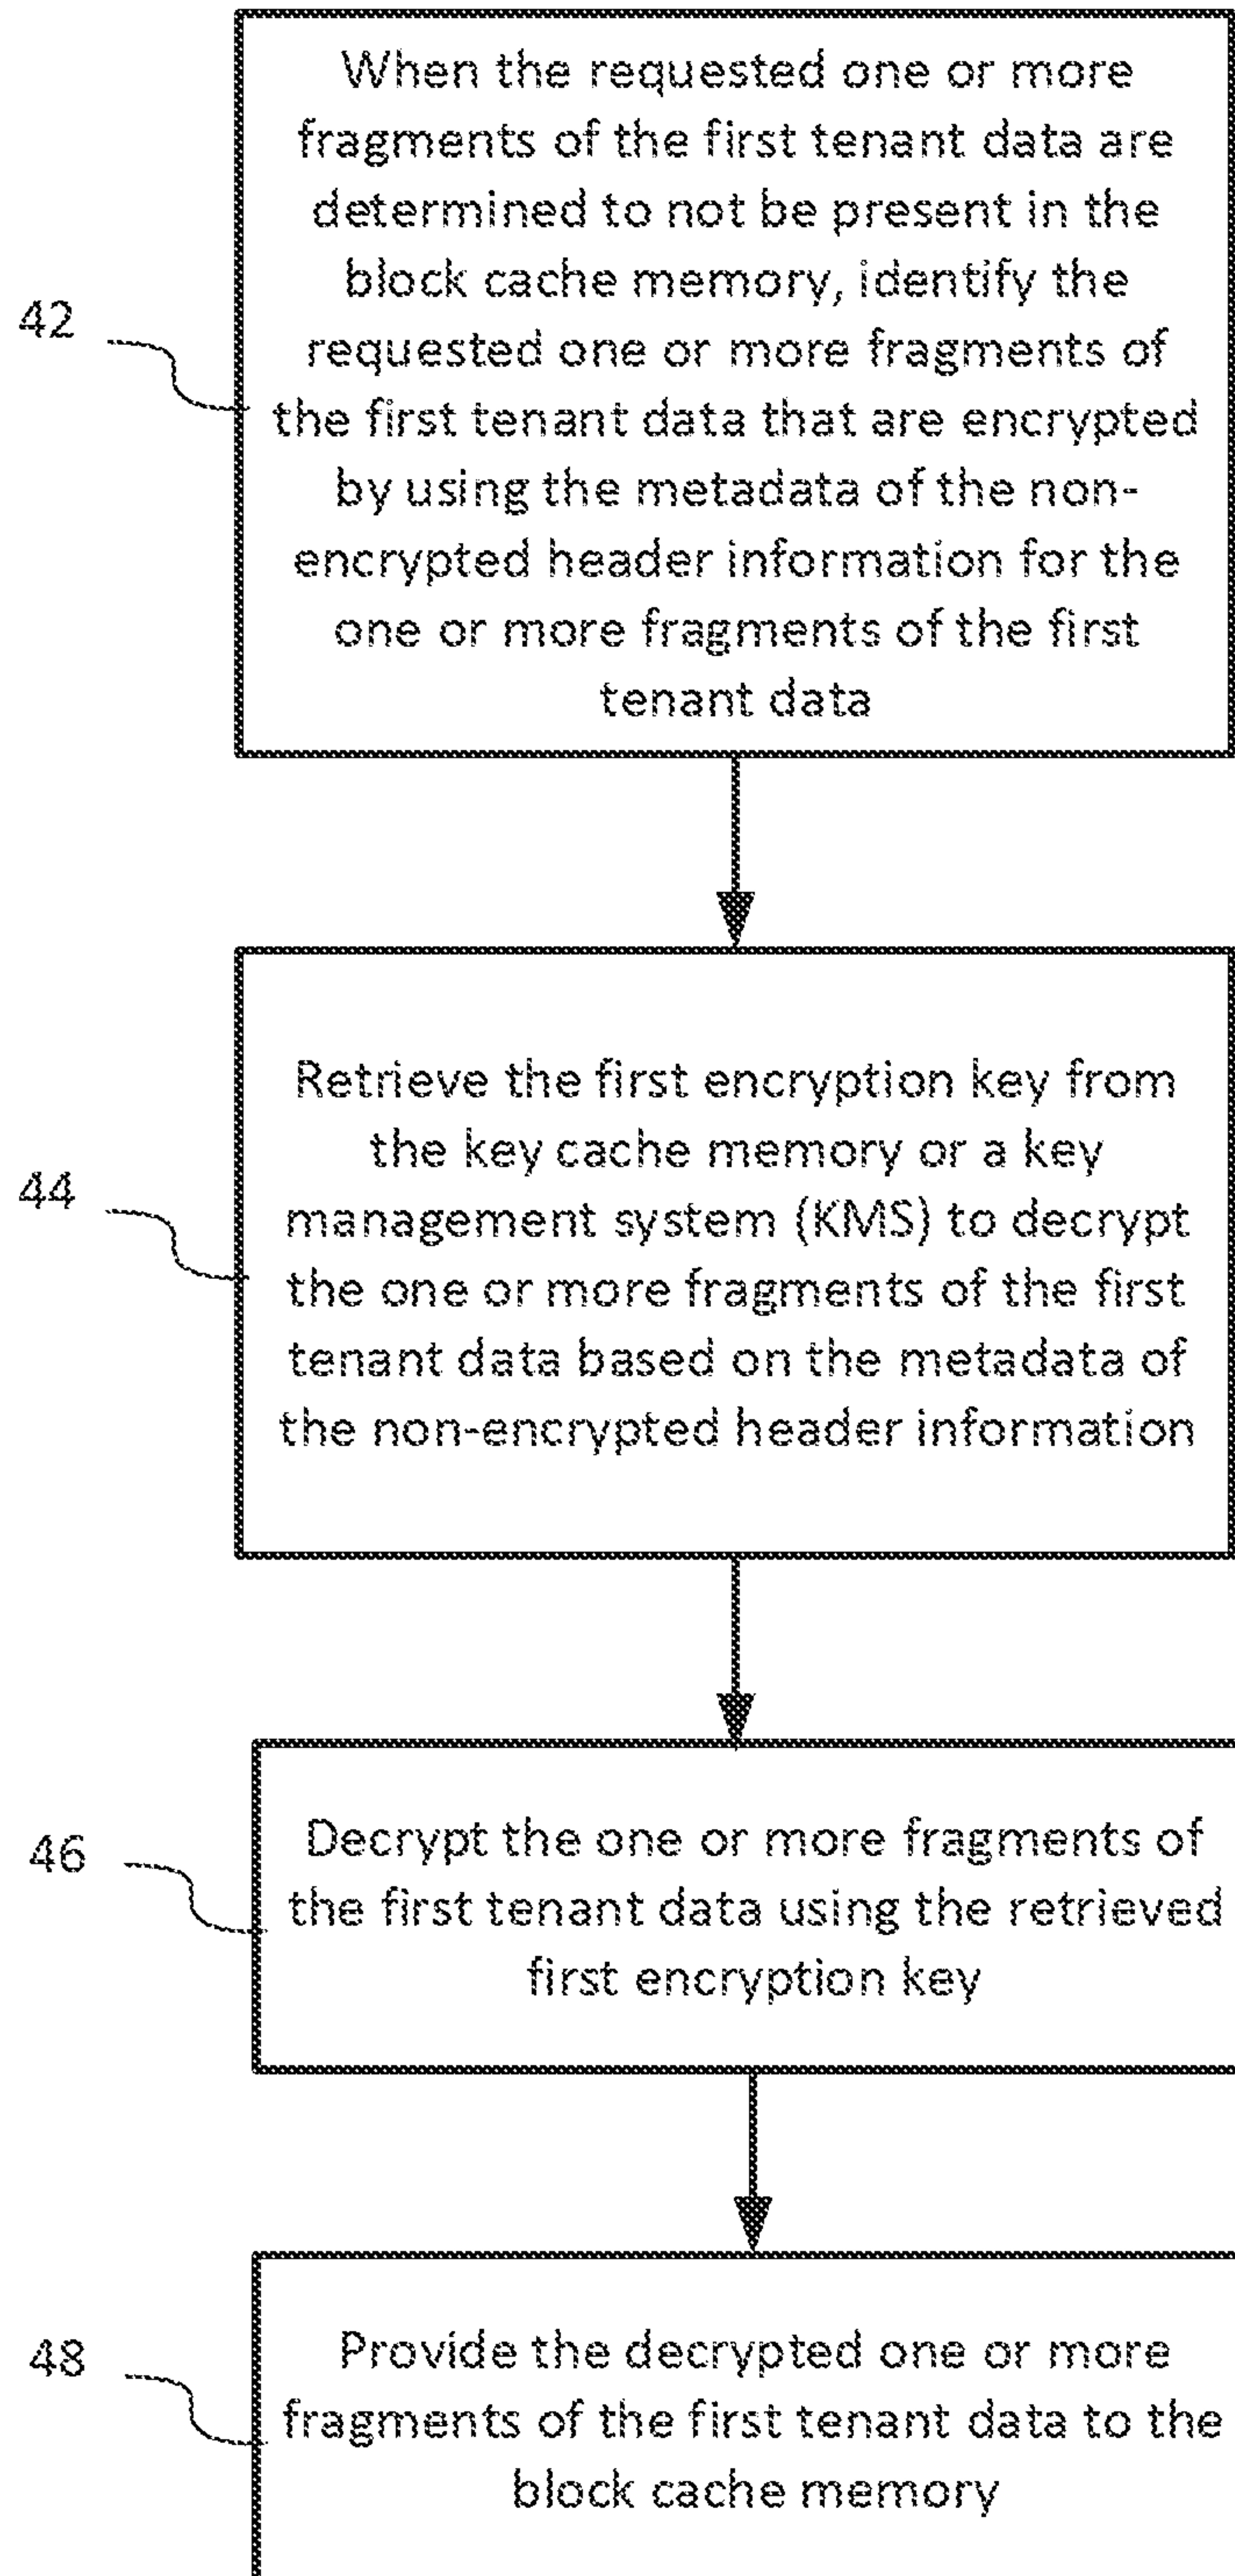 When the requested one or more
fragments of the first tenant data are
determined to not be present in the
block cache memory, identify the
requested one or more fragments of
the first tenant data that are encrypted
by using the metadata of the non-
encrypted header information for the
one or more fragments of the first
tenant data
42
Retrieve the first encryption key from
the key cache memory or a key
management system (KMS) to decrypt
the one or more fragments of the first
tenant data based on the metadata of
the non-encrypted header information
44
Decrypt the one or more fragments of
the first tenant data using the retrieved
first encryption key
46
Provide the decrypted one or more
fragments of the first tenant data to the
block cache memory
48